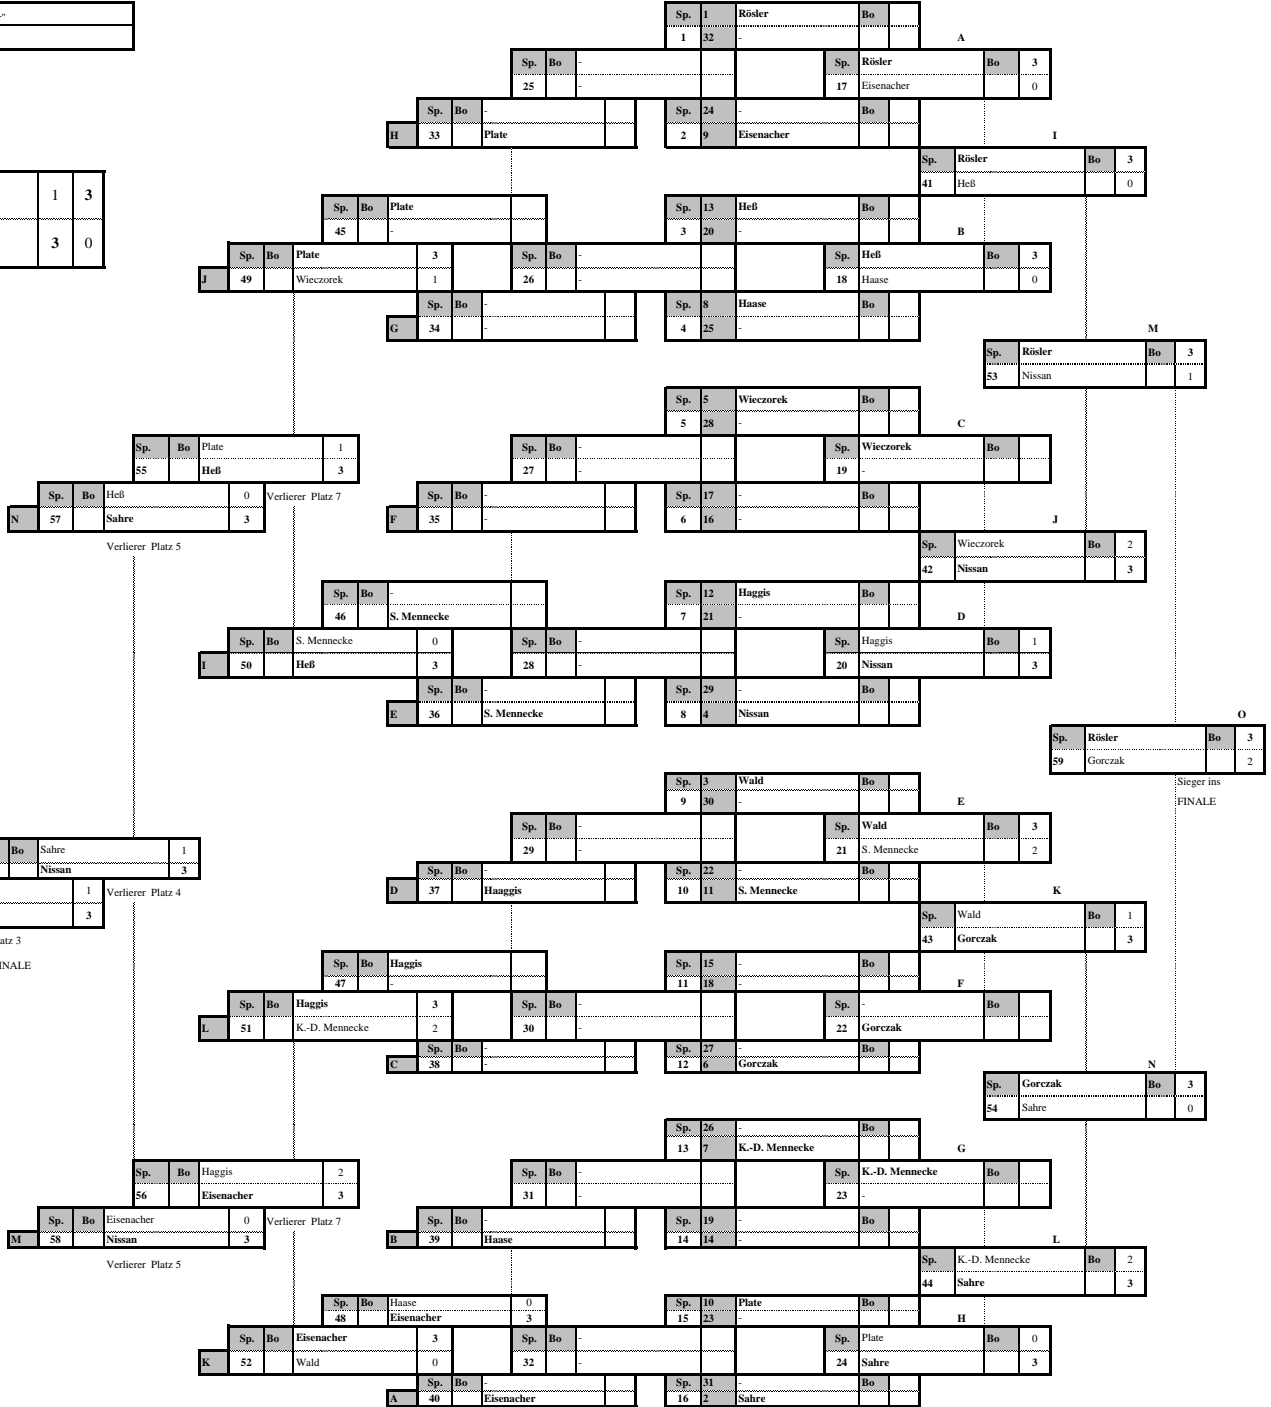 -"
Sp. 1 Rösler Bo
1 32 - A
Sp. Bo - Sp. Rösler Bo 3
25 - 17 Eisenacher 0
Sp. Bo - Sp. 24 - Bo
H 33 Plate 2 9 Eisenacher I
Sp. Rösler Bo 3
41 Heß 0
1 3
3 0
Sp. Bo Plate Sp. 13 Heß Bo
45 - 3 20 - B
Sp. Bo Plate 3 Sp. Bo - Sp. Heß Bo 3
J 49 Wieczorek 1 26 - 18 Haase 0
Sp. Bo - Sp. 8 Haase Bo
G 34 - 4 25 - M
Sp. Rösler Bo 3
53 Nissan 1
Sp. 5 Wieczorek Bo
5 28 - C
Sp. Bo Plate 1 Sp. Bo - Sp. Wieczorek Bo
55 Heß 3 27 - 19 -
Sp. Bo Heß 0 Verlierer Platz 7 Sp. Bo - Sp. 17 - Bo
N 57 Sahre 3 F 35 - 6 16 - J
Verlierer Platz 5 Sp. Wieczorek Bo 2
42 Nissan 3
Sp. Bo - Sp. 12 Haggis Bo
46 S. Mennecke 7 21 - D
Sp. Bo S. Mennecke 0 Sp. Bo - Sp. Haggis Bo 1
I 50 Heß 3 28 - 20 Nissan 3
Sp. Bo - Sp. 29 - Bo
E 36 S. Mennecke 8 4 Nissan O
Sp. Rösler Bo 3
59 Gorczak 2
Sp. 3 Wald Bo Sieger ins
9 30 - E FINALE
Sp. Bo - Sp. Wald Bo 3
29 - 21 S. Mennecke 2
Bo Sahre 1
Nissan 3 Sp. Bo - Sp. 22 - Bo
1 Verlierer Platz 4 D 37 Haaggis 10 11 S. Mennecke K
3 Sp. Wald Bo 1
atz 3 43 Gorczak 3
INALE Sp. Bo Haggis Sp. 15 - Bo
47 - 11 18 - F
Sp. Bo Haggis 3 Sp. Bo - Sp. - Bo
L 51 K.-D. Mennecke 2 30 - 22 Gorczak
Sp. Bo - Sp. 27 - Bo
C 38 - 12 6 Gorczak N
Sp. Gorczak Bo 3
54 Sahre 0
Sp. 26 - Bo
13 7 K.-D. Mennecke G
Sp. Bo Haggis 2 Sp. Bo - Sp. K.-D. Mennecke Bo
56 Eisenacher 3 31 - 23 -
Sp. Bo Eisenacher 0 Verlierer Platz 7 Sp. Bo - Sp. 19 - Bo
M 58 Nissan 3 B 39 Haase 14 14 - L
Verlierer Platz 5 Sp. K.-D. Mennecke Bo 2
44 Sahre 3
Sp. Bo Haase 0 Sp. 10 Plate Bo
48 Eisenacher 3 15 23 - H
Sp. Bo Eisenacher 3 Sp. Bo - Sp. Plate Bo 0
K 52 Wald 0 32 - 24 Sahre 3
Sp. Bo - Sp. 31 - Bo
A 40 Eisenacher 16 2 Sahre